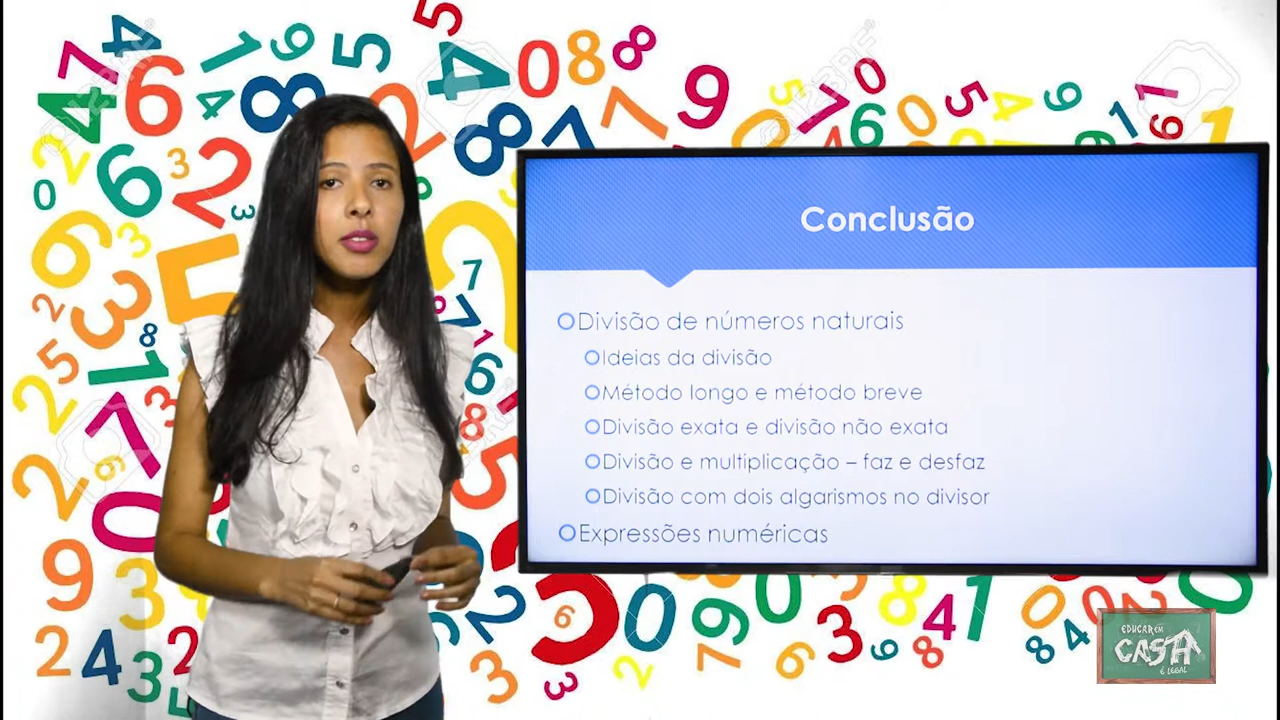 Conclusão
Divisão de números naturais
Ideias da divisão
Método longo e método breve
Divisão exata e divisão não exata
Divisão e multiplicação – faz e desfaz
Divisão com dois algarismos no divisor
Expressões numéricas
EDUCAR EM
CASA
É LEGAL